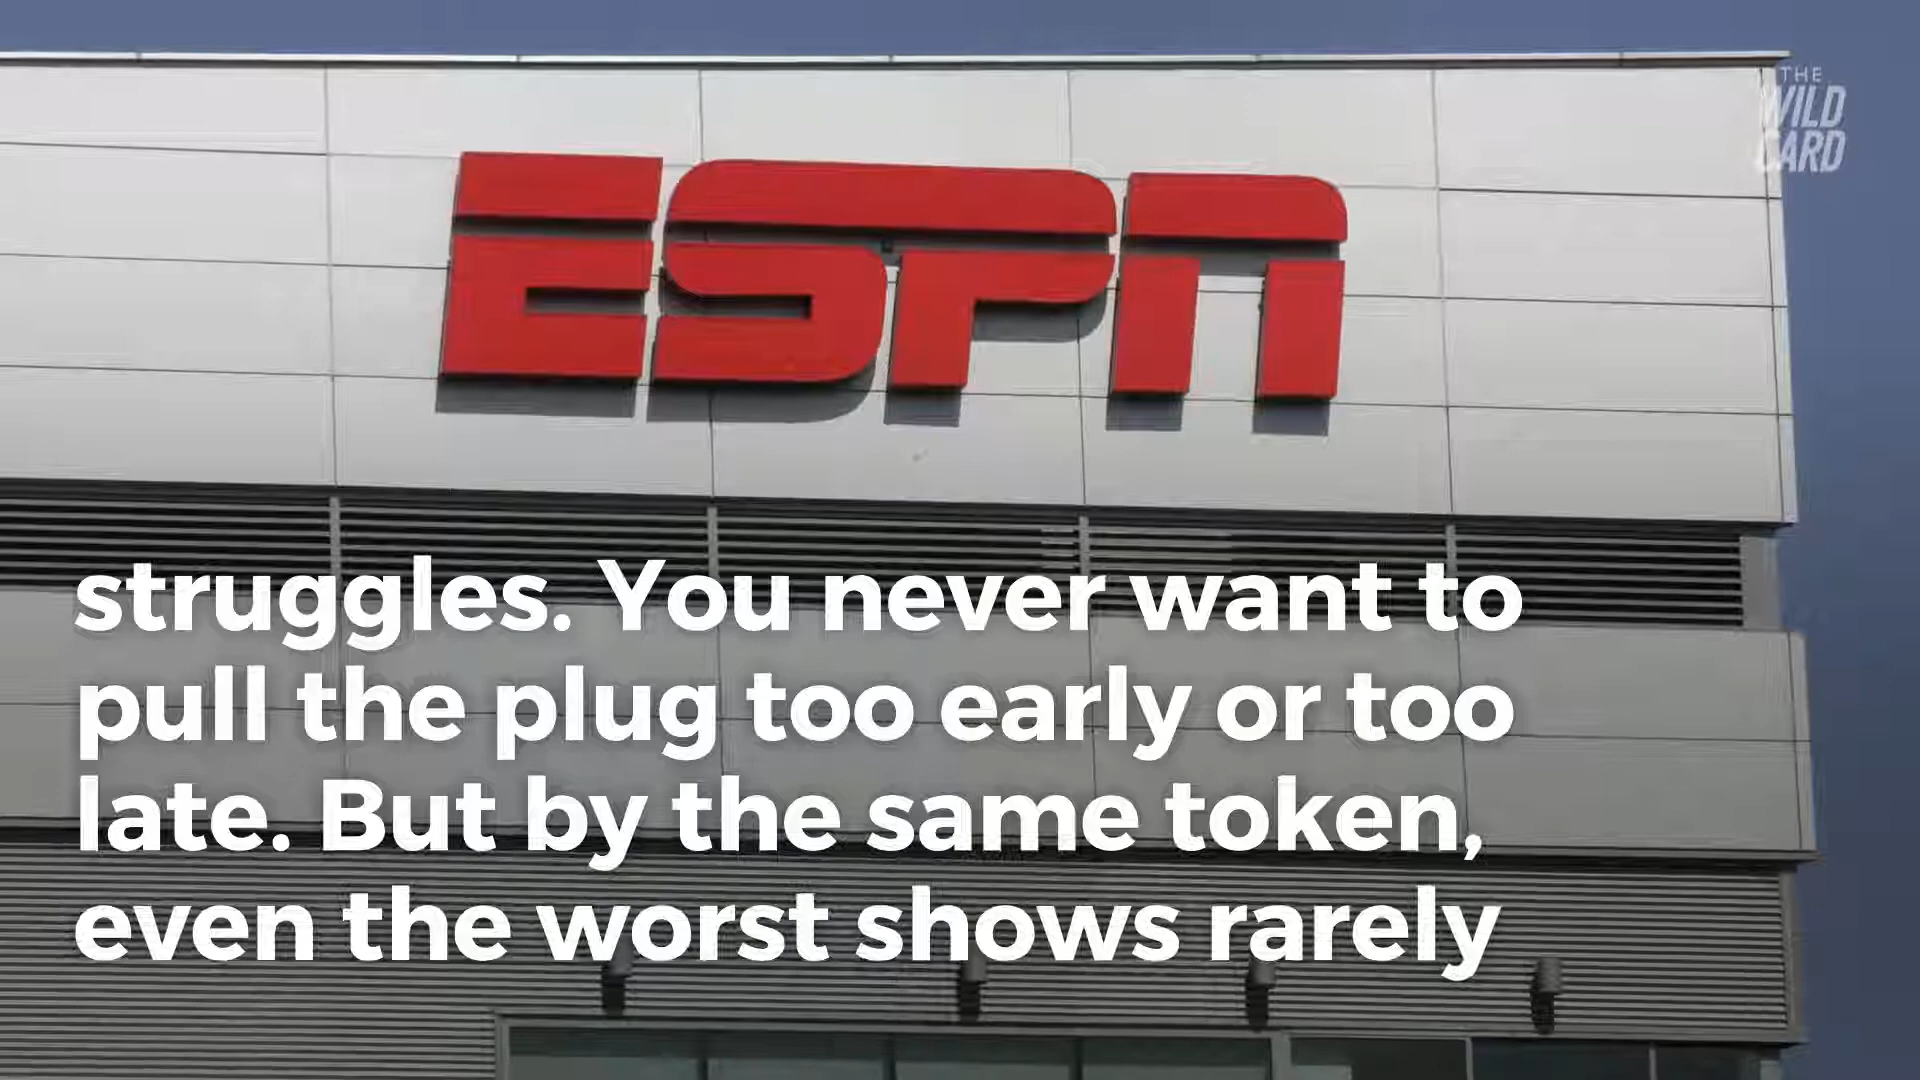 THE
WILD
CARD
ESPN
struggles. You never want to
pull the plug too early or too
late. But by the same token,
even the worst shows rarely